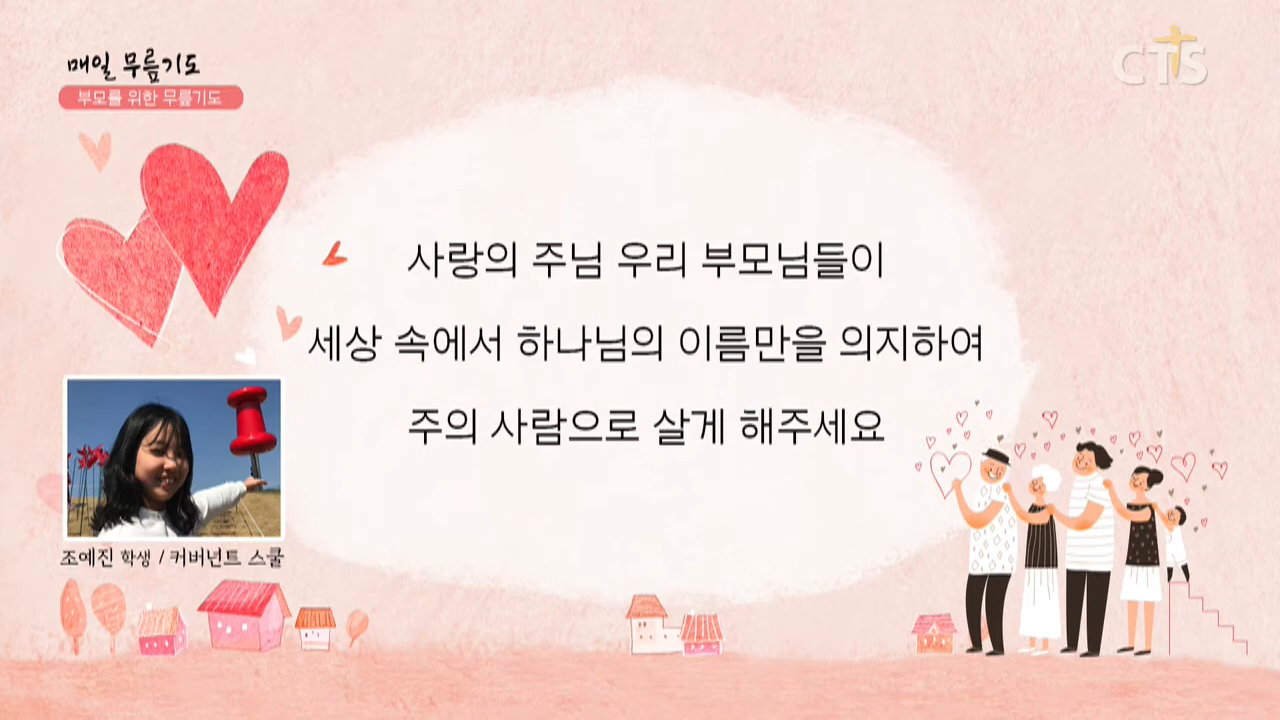 매일 무릎기도
부모를 위한 무릎기도
CTS
사랑의 주님 우리 부모님들이
세상 속에서 하나님의 이름만을 의지하여
주의 사람으로 살게 해주세요
조예진 학생 / 커버넌트 스쿨